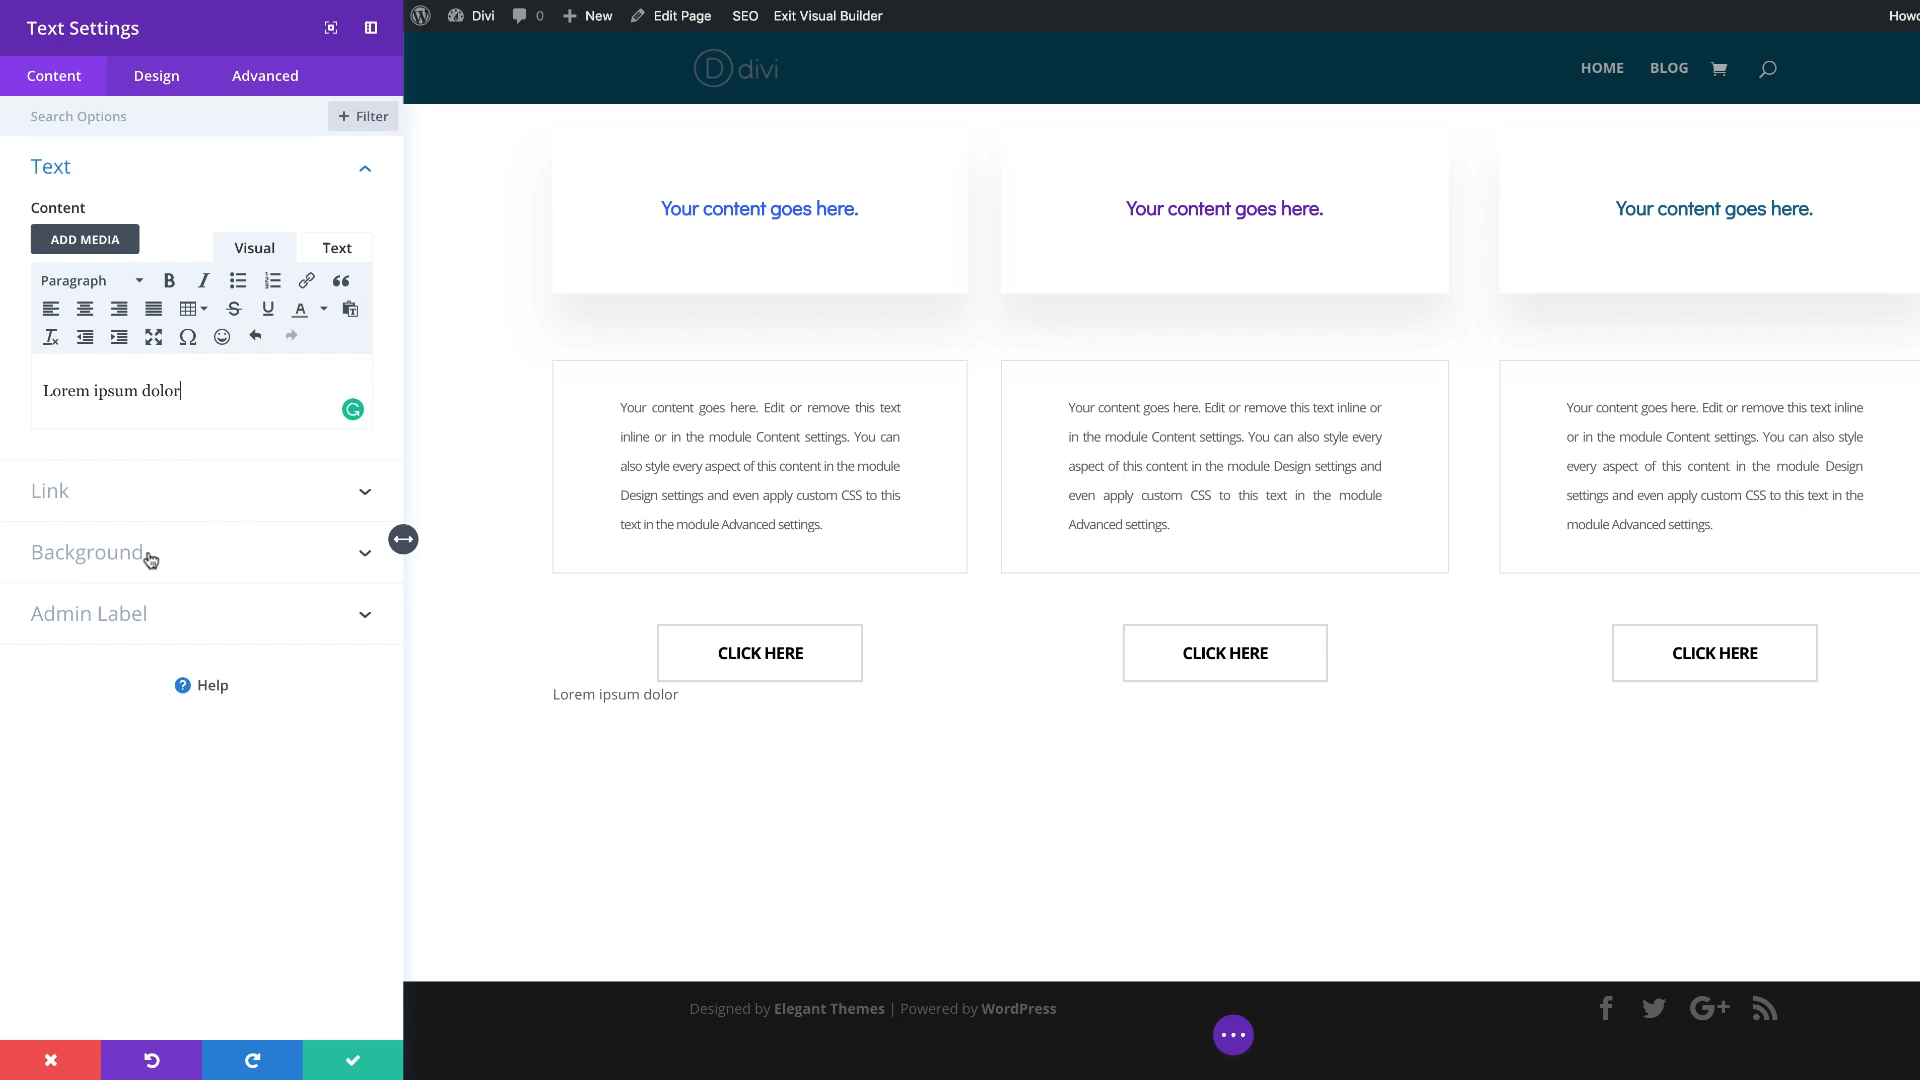 Text Settings
Content
Design
Advanced
Search Options
+ Filter
Text
Content
ADD MEDIA
Visual
Text
Paragraph
Lorem ipsum dolor
Link
Background
Admin Label
? Help
Divi
0
New
Edit Page
SEO
Exit Visual Builder
Howd
D divi
HOME
BLOG
Your content goes here.
Your content goes here.
Your content goes here.
Your content goes here. Edit or remove this text
inline or in the module Content settings. You can
also style every aspect of this content in the module
Design settings and even apply custom CSS to this
text in the module Advanced settings.
Your content goes here. Edit or remove this text inline or
in the module Content settings. You can also style every
aspect of this content in the module Design settings and
even apply custom CSS to this text in the module
Advanced settings.
Your content goes here. Edit or remove this text inline
or in the module Content settings. You can also style
every aspect of this content in the module Design
settings and even apply custom CSS to this text in the
module Advanced settings.
CLICK HERE
CLICK HERE
CLICK HERE
Lorem ipsum dolor
Designed by Elegant Themes | Powered by WordPress